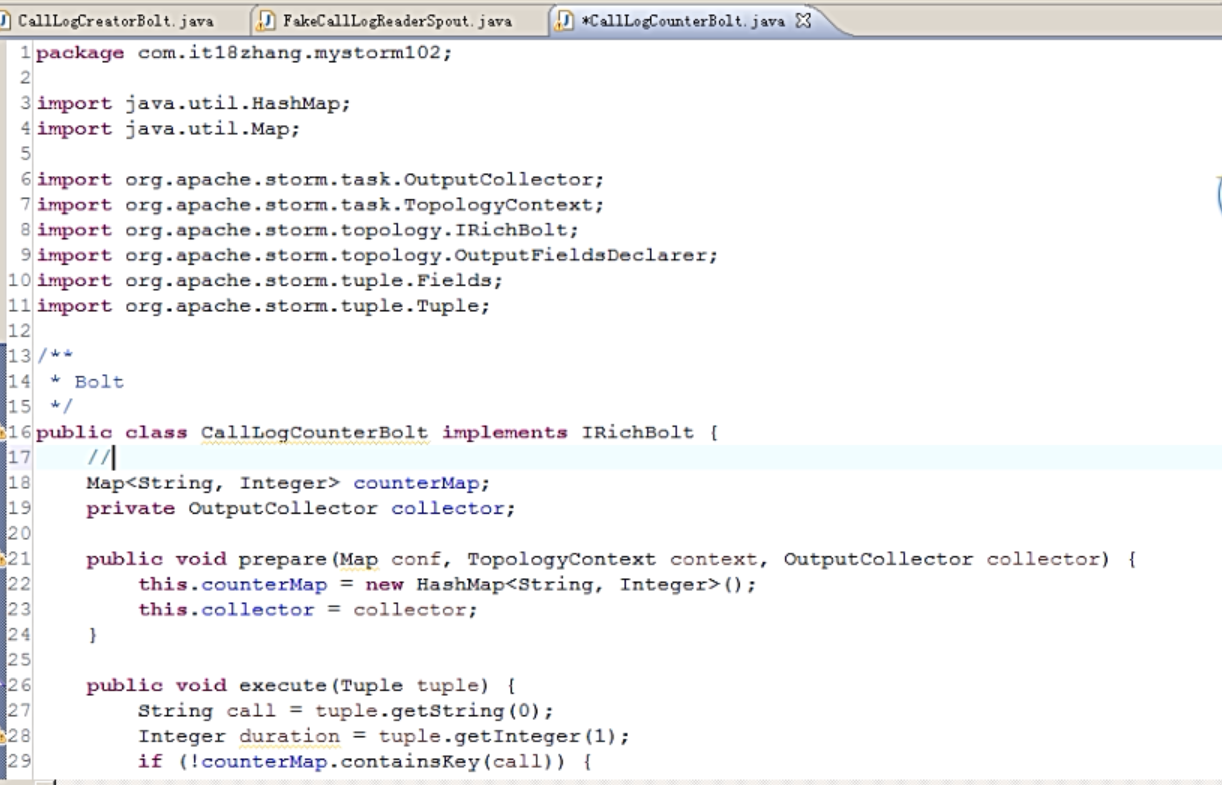 CallLogCreatorBolt.java FakeCallLogReaderSpout.java *CallLogCounterBolt.java
1 package com.it18zhang.mystorm102;
2
3 import java.util.HashMap;
4 import java.util.Map;
5
6 import org.apache.storm.task.OutputCollector;
7 import org.apache.storm.task.TopologyContext;
8 import org.apache.storm.topology.IRichBolt;
9 import org.apache.storm.topology.OutputFieldsDeclarer;
10 import org.apache.storm.tuple.Fields;
11 import org.apache.storm.tuple.Tuple;
12
13 /**
14  * Bolt
15  */
16 public class CallLogCounterBolt implements IRichBolt {
17     //
18     Map<String, Integer> counterMap;
19     private OutputCollector collector;
20
21     public void prepare(Map conf, TopologyContext context, OutputCollector collector) {
22         this.counterMap = new HashMap<String, Integer>();
23         this.collector = collector;
24     }
25
26     public void execute(Tuple tuple) {
27         String call = tuple.getString(0);
28         Integer duration = tuple.getInteger(1);
29         if (!counterMap.containsKey(call)) {